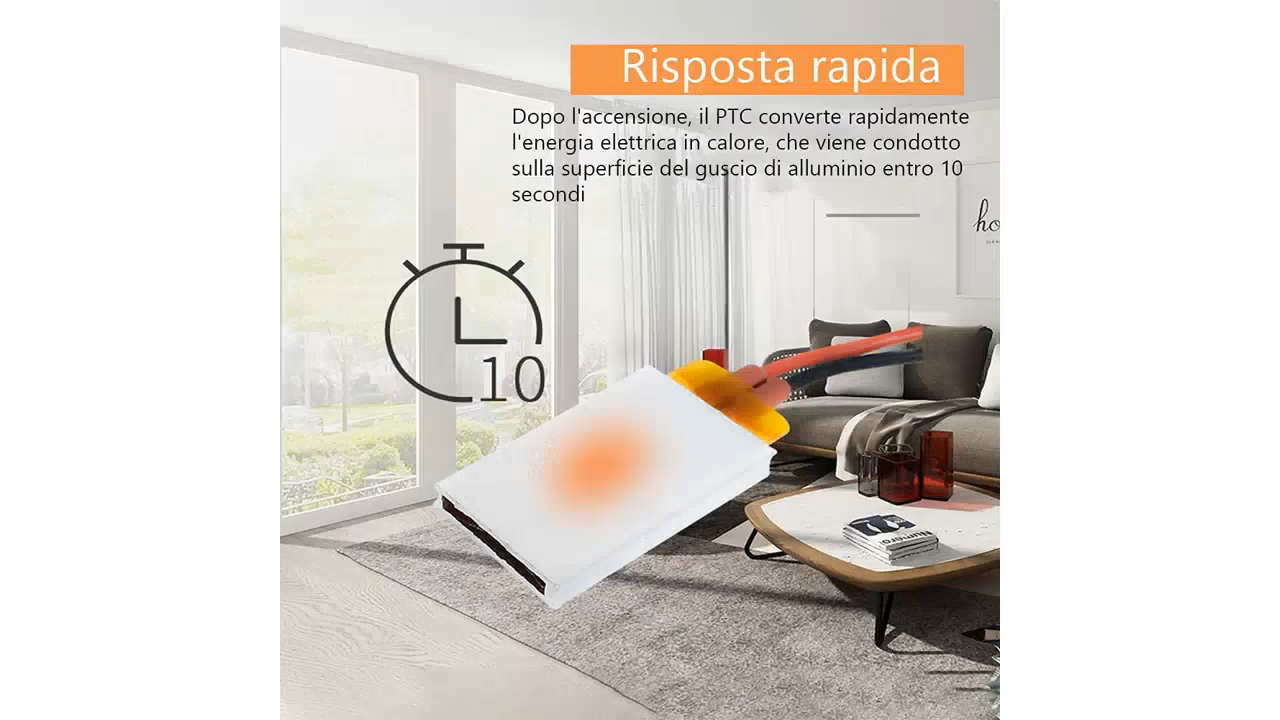 Risposta rapida
Dopo l'accensione, il PTC converte rapidamente
l'energia elettrica in calore, che viene condotto
sulla superficie del guscio di alluminio entro 10
secondi
10